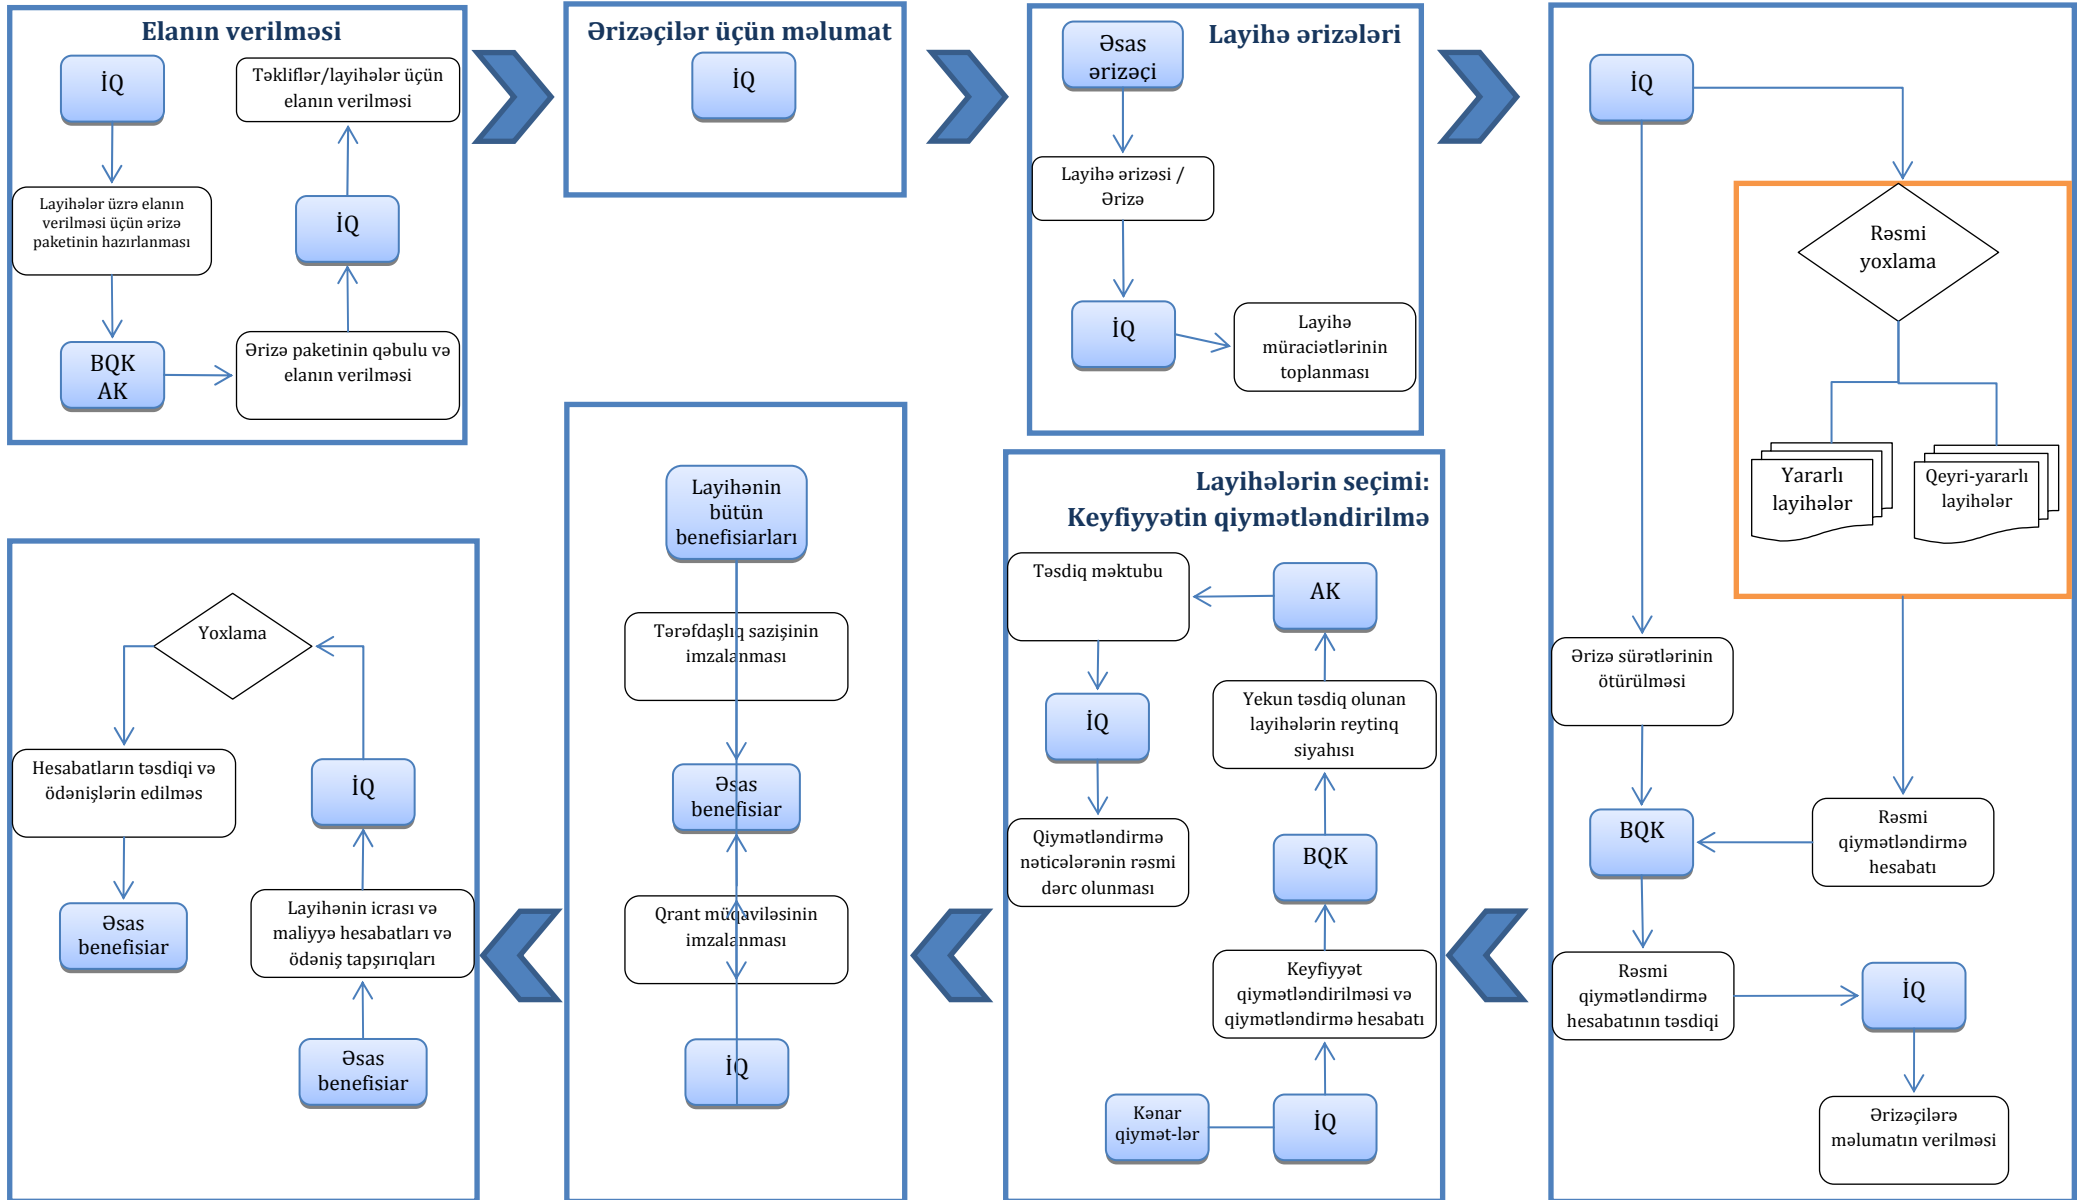 Elanın verilməsi
İQ
Layihələr üzrə elanın
verilməsi üçün ərizə
paketinin hazırlanması
BQK
AK
Ərizə paketinin qəbulu və
elanın verilməsi
İQ
Təkliflər/layihələr üçün
elanın verilməsi
Ərizəçilər üçün məlumat
İQ
Layihə ərizələri
Əsas
ərizəçi
Layihə ərizəsi /
Ərizə
İQ
Layihə
müraciətlərinin
toplanması
İQ
Rəsmi
yoxlama
Yararlı
layihələr
Qeyri-yararlı
layihələr
Ərizə sürətlərinin
ötürülməsi
BQK
Rəsmi
qiymətləndirmə
hesabatı
Rəsmi
qiymətləndirmə
hesabatının təsdiqi
İQ
Ərizəçilərə
məlumatın verilməsi
Layihələrin seçimi:
Keyfiyyətin qiymətləndirilmə
Kənar
qiymət-lər
İQ
Keyfiyyət
qiymətləndirilməsi və
qiymətləndirmə hesabatı
BQK
Yekun təsdiq olunan
layihələrin reytinq
siyahısı
AK
Təsdiq məktubu
İQ
Qiymətləndirmə
nəticələrənin rəsmi
dərc olunması
Layihənin
bütün
benefisiarları
Tərəfdaşlıq sazişinin
imzalanması
Əsas
benefisiar
Qrant müqaviləsinin
imzalanması
İQ
Əsas
benefisiar
Layihənin icrası və
maliyyə hesabatları və
ödəniş tapşırıqları
İQ
Yoxlama
Hesabatların təsdiqi və
ödənişlərin edilməs
Əsas
benefisiar